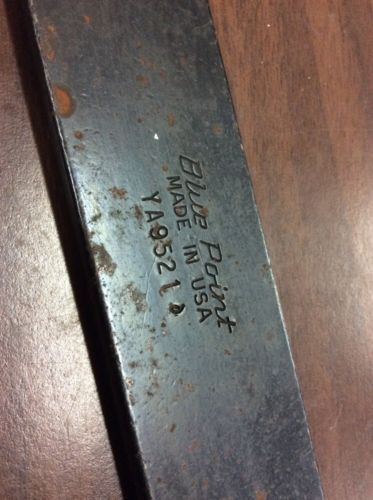 Blue Point
MADE IN USA
YA9521